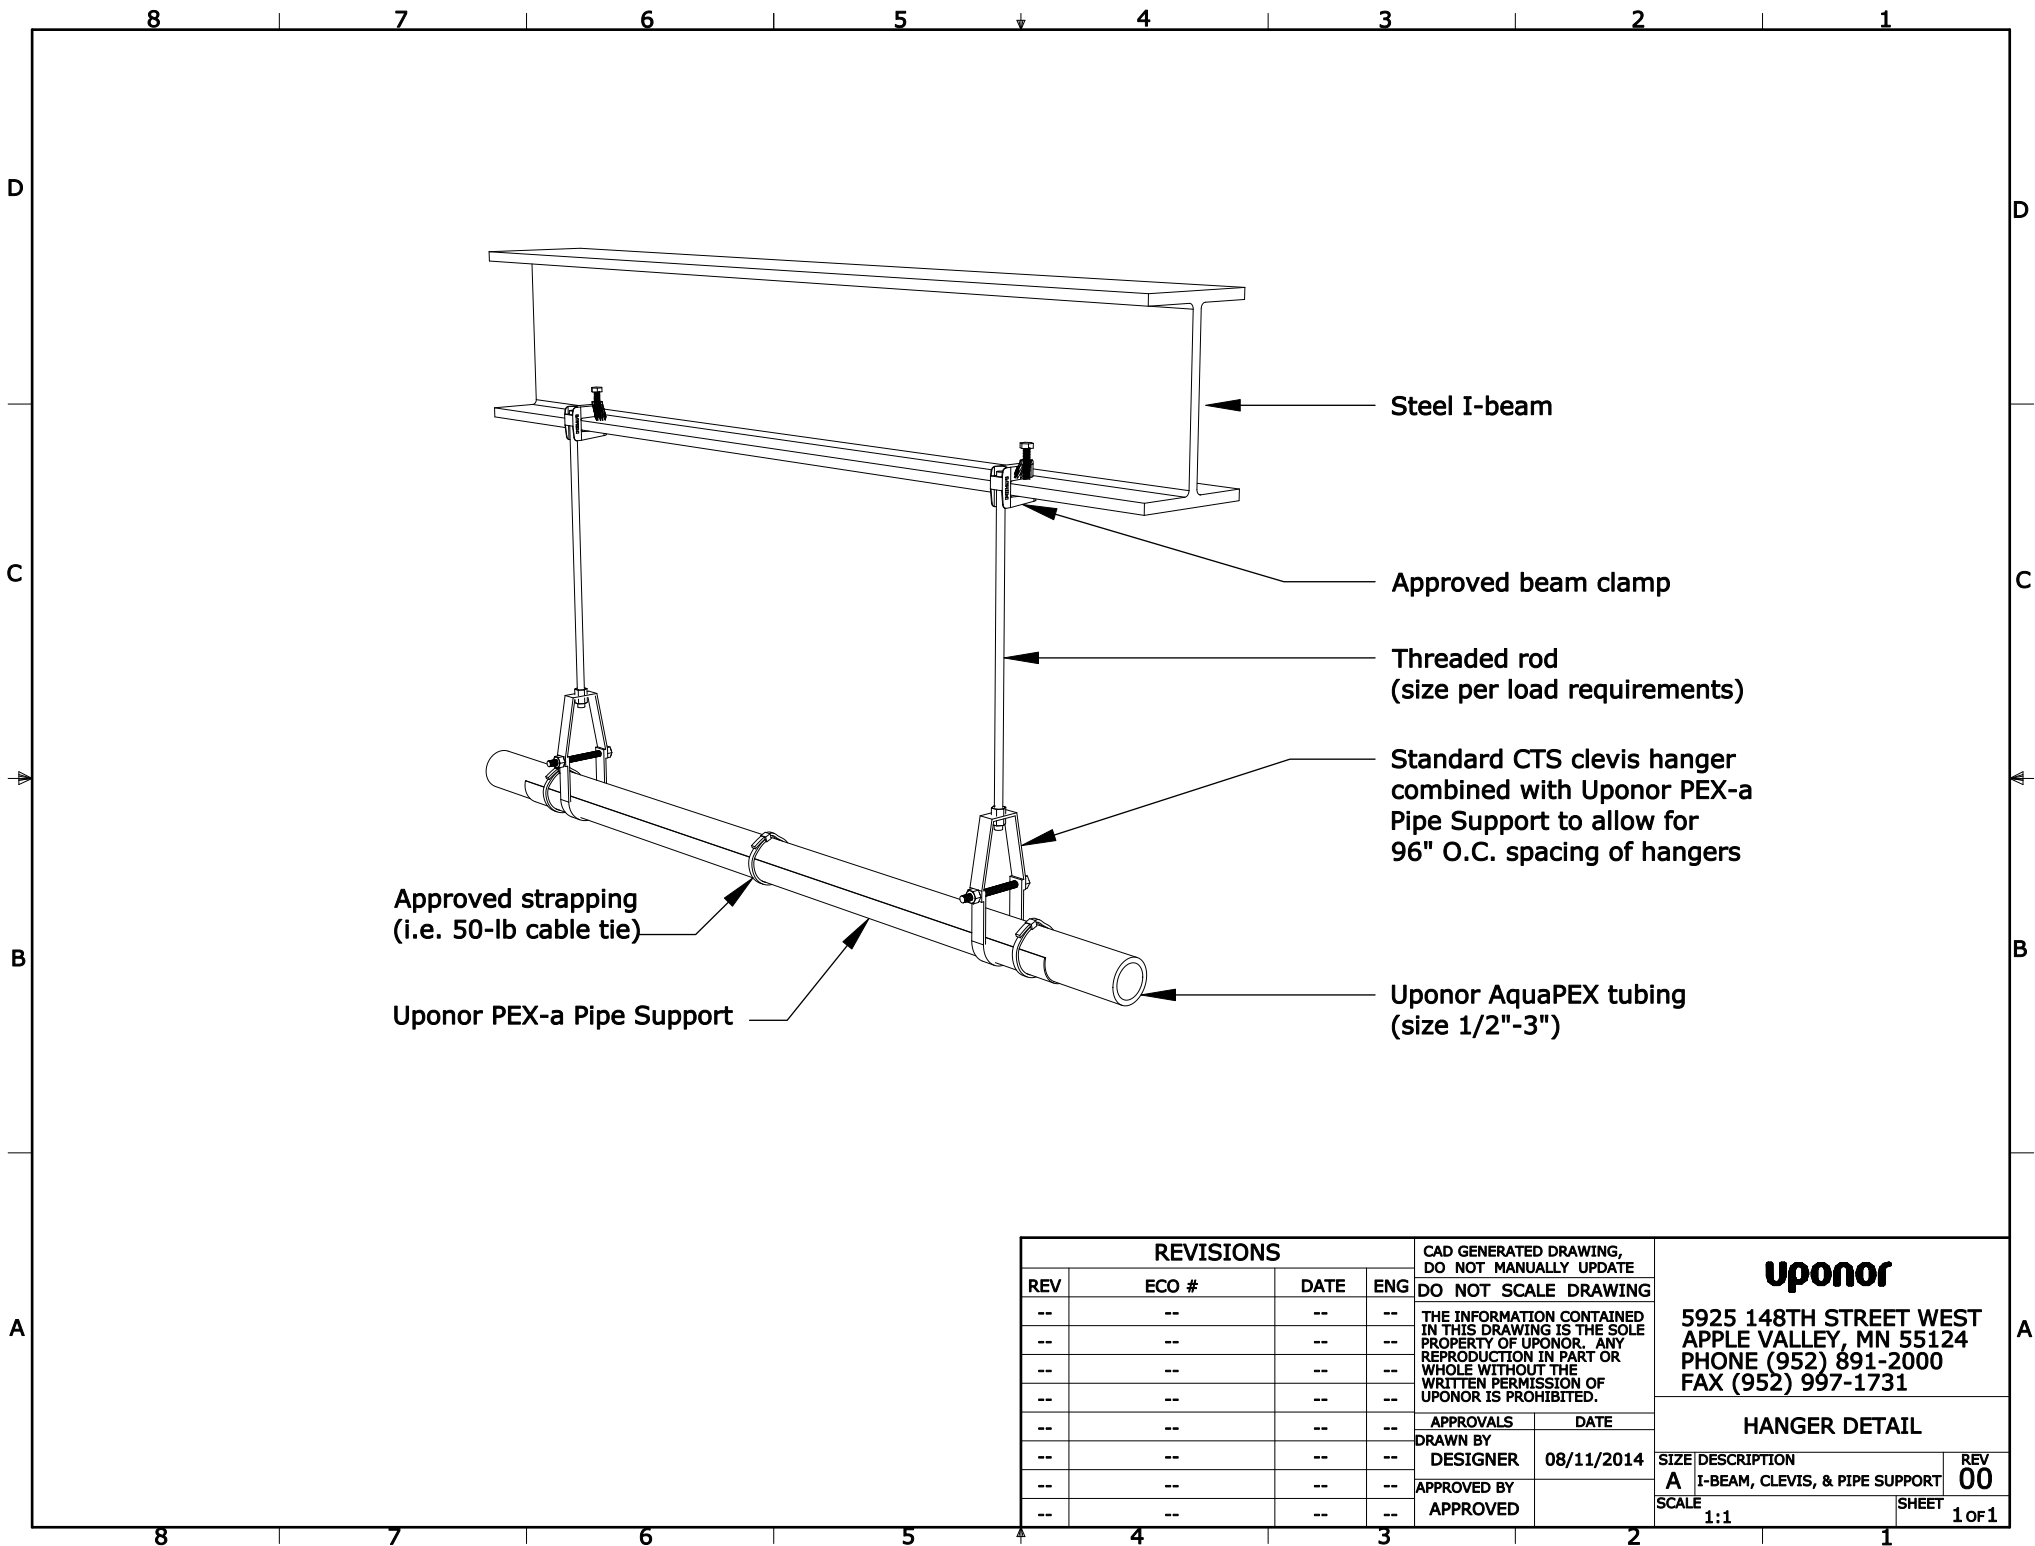 8 7 6 5 4 3 2 1
D
D
Steel I-beam
C
Approved beam clamp
C
Threaded rod
(size per load requirements)
Standard CTS clevis hanger
combined with Uponor PEX-a
Pipe Support to allow for
96" O.C. spacing of hangers
Approved strapping
(i.e. 50-lb cable tie)
B
B
Uponor PEX-a Pipe Support
Uponor AquaPEX tubing
(size 1/2"-3")
A
A
REVISIONS
REV ECO # DATE ENG
-- -- -- --
-- -- -- --
-- -- -- --
-- -- -- --
-- -- -- --
-- -- -- --
-- -- -- --
-- -- -- --
CAD GENERATED DRAWING,
DO NOT MANUALLY UPDATE
DO NOT SCALE DRAWING
THE INFORMATION CONTAINED
IN THIS DRAWING IS THE SOLE
PROPERTY OF UPONOR. ANY
REPRODUCTION IN PART OR
WHOLE WITHOUT THE
WRITTEN PERMISSION OF
UPONOR IS PROHIBITED.
APPROVALS DATE
DRAWN BY
DESIGNER 08/11/2014
APPROVED BY
APPROVED
uponor
5925 148TH STREET WEST
APPLE VALLEY, MN 55124
PHONE (952) 891-2000
FAX (952) 997-1731
HANGER DETAIL
SIZE DESCRIPTION REV
A I-BEAM, CLEVIS, & PIPE SUPPORT 00
SCALE 1:1 SHEET 1 OF 1
8 7 6 5 4 3 2 1